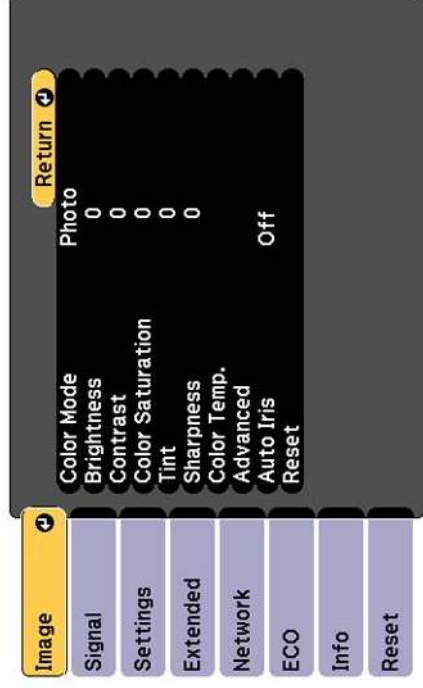 Image
Signal
Settings
Extended
Network
ECO
Info
Reset
Return
Color Mode Photo
Brightness 0
Contrast 0
Color Saturation 0
Tint 0
Sharpness 0
Color Temp.
Advanced
Auto Iris Off
Reset